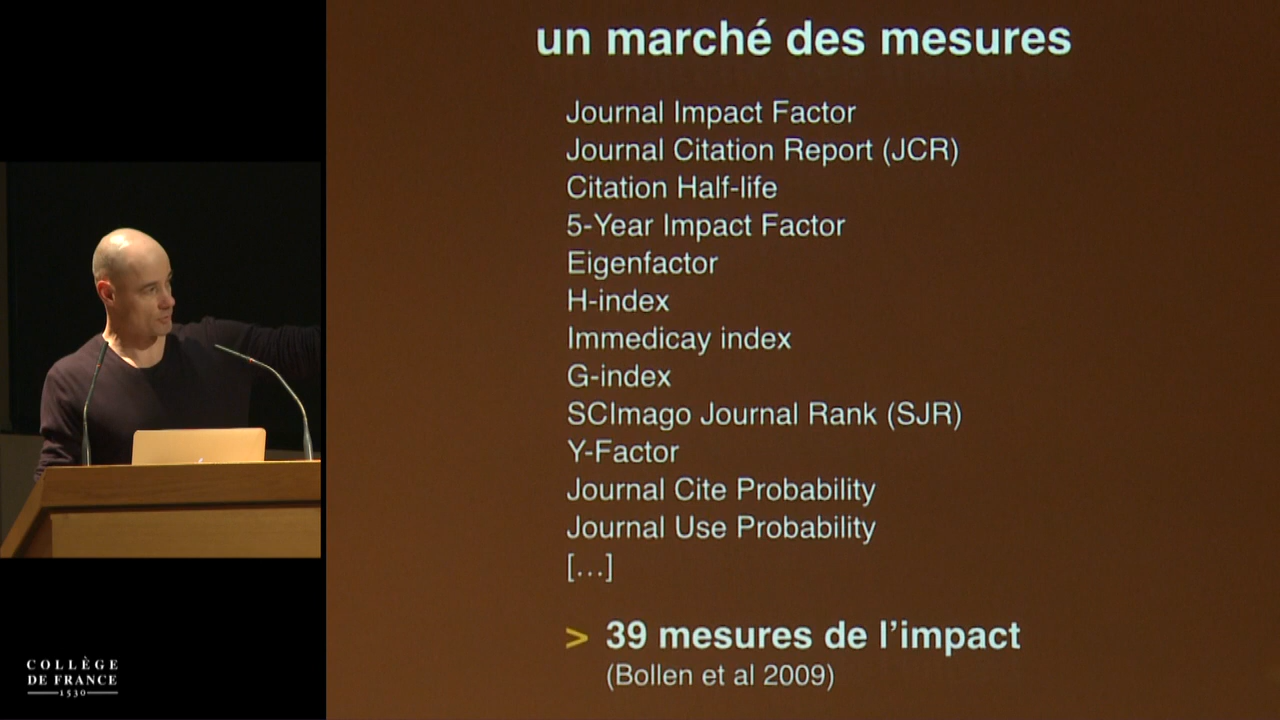 un marché des mesures
Journal Impact Factor
Journal Citation Report (JCR)
Citation Half-life
5-Year Impact Factor
Eigenfactor
H-index
Immedicay index
G-index
SCImago Journal Rank (SJR)
Y-Factor
Journal Cite Probability
Journal Use Probability
[…]
> 39 mesures de l’impact
(Bollen et al 2009)
COLLÈGE
DE FRANCE
1530